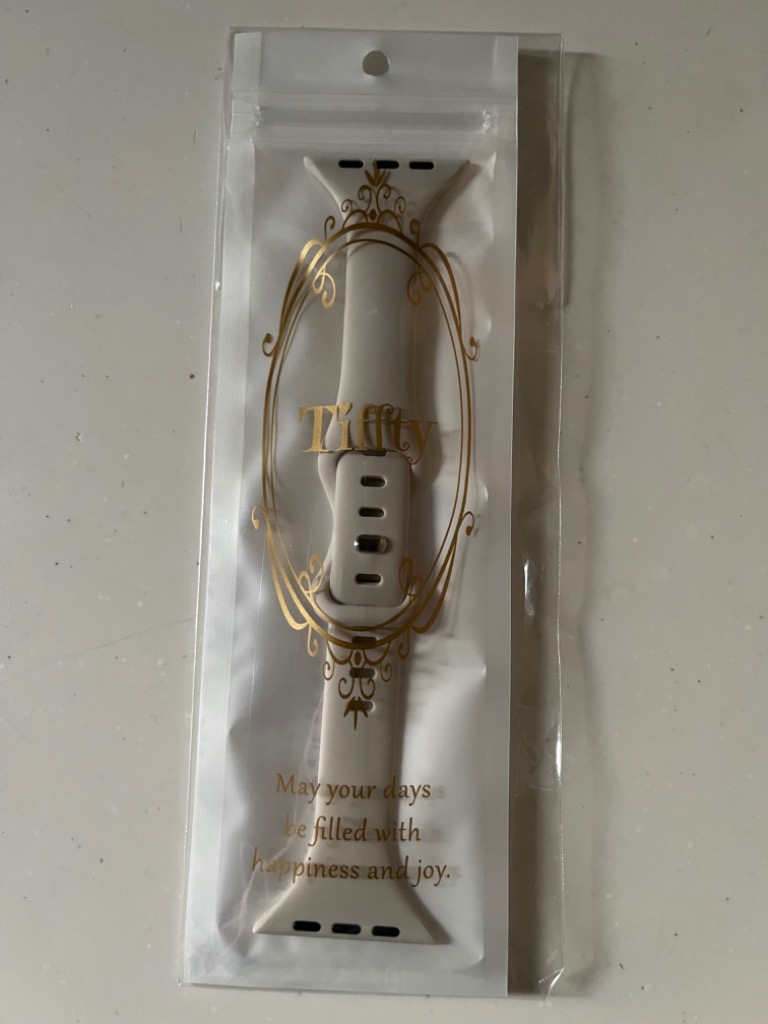 Tiffty
May your days
be filled with
happiness and joy.